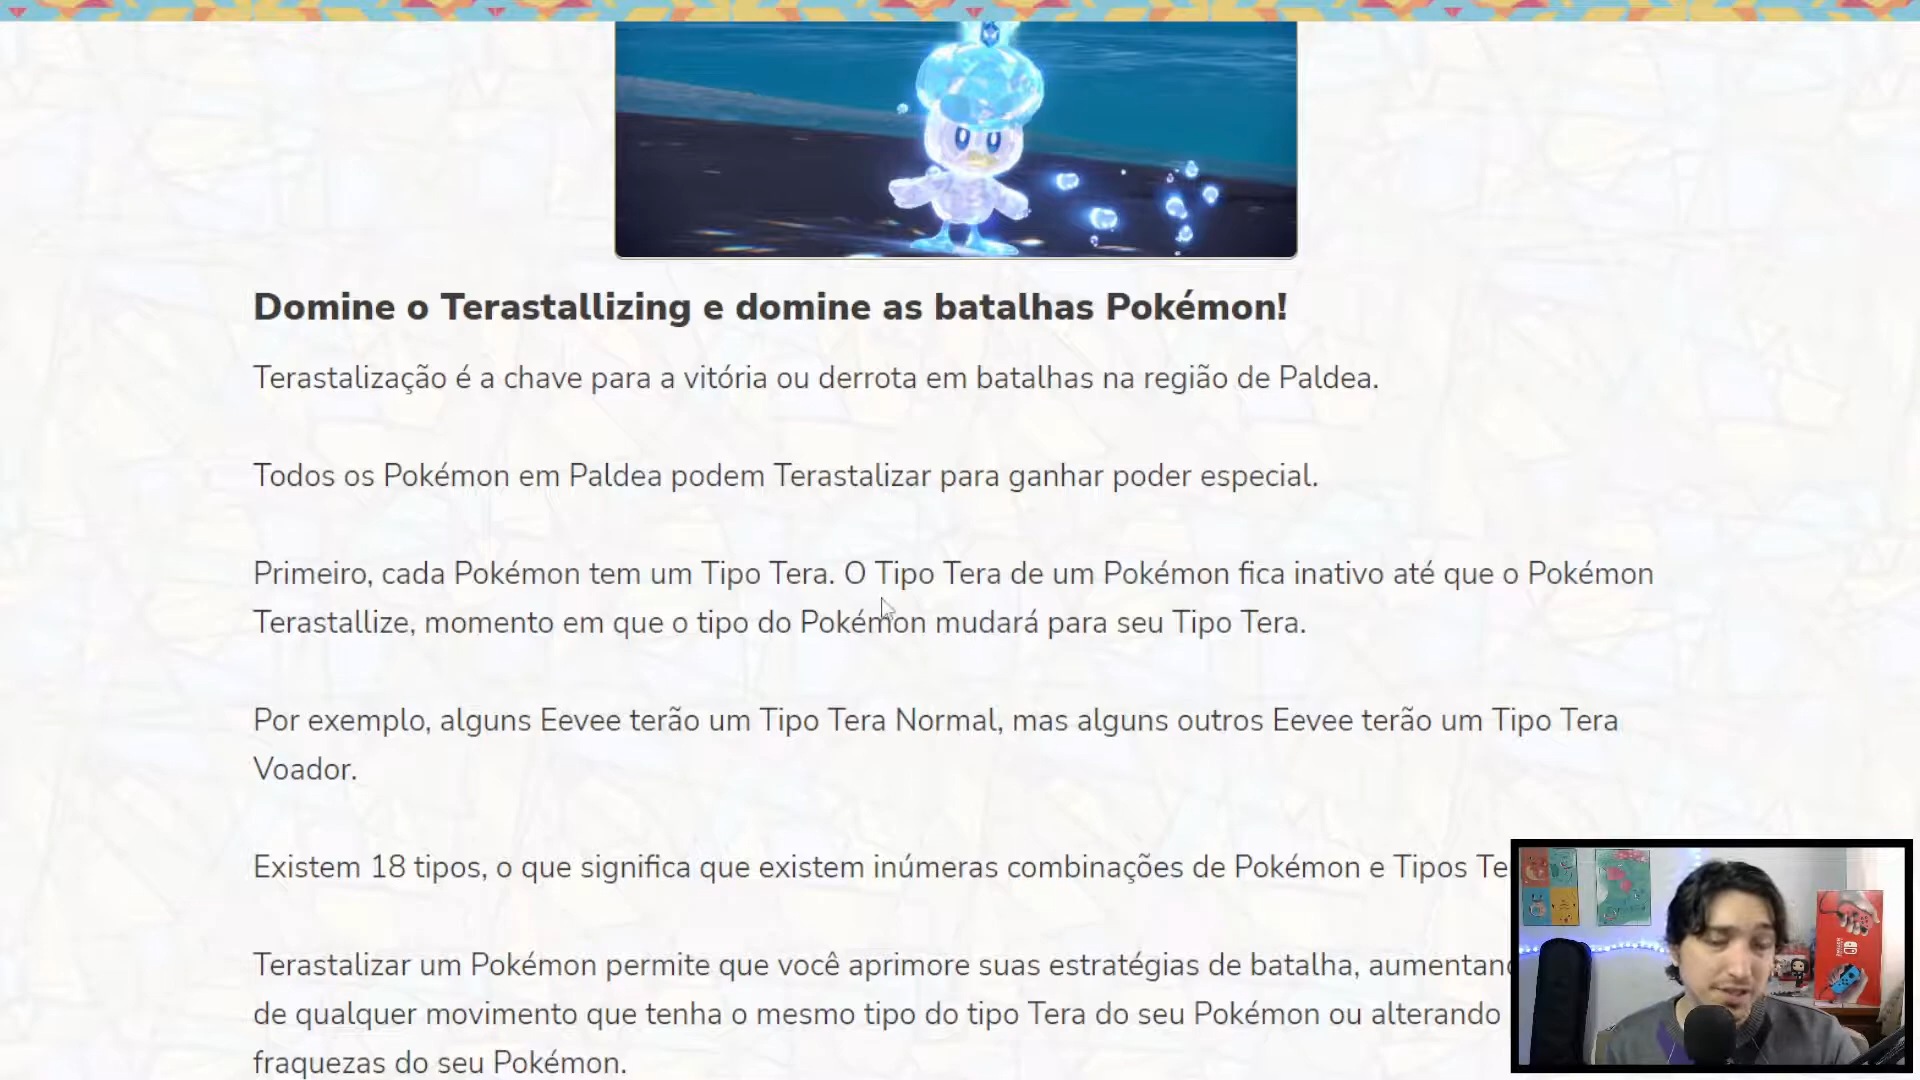 Domine o Terastallizing e domine as batalhas Pokémon!
Terastalização é a chave para a vitória ou derrota em batalhas na região de Paldea.
Todos os Pokémon em Paldea podem Terastalizar para ganhar poder especial.
Primeiro, cada Pokémon tem um Tipo Tera. O Tipo Tera de um Pokémon fica inativo até que o Pokémon
Terastallize, momento em que o tipo do Pokémon mudará para seu Tipo Tera.
Por exemplo, alguns Eevee terão um Tipo Tera Normal, mas alguns outros Eevee terão um Tipo Tera
Voador.
Existem 18 tipos, o que significa que existem inúmeras combinações de Pokémon e Tipos
Terastalizar um Pokémon permite que você aprimore suas estratégias de batalha,
de qualquer movimento que tenha o mesmo tipo do tipo Tera do seu Pokémon ou alterando
fraquezas do seu Pokémon.